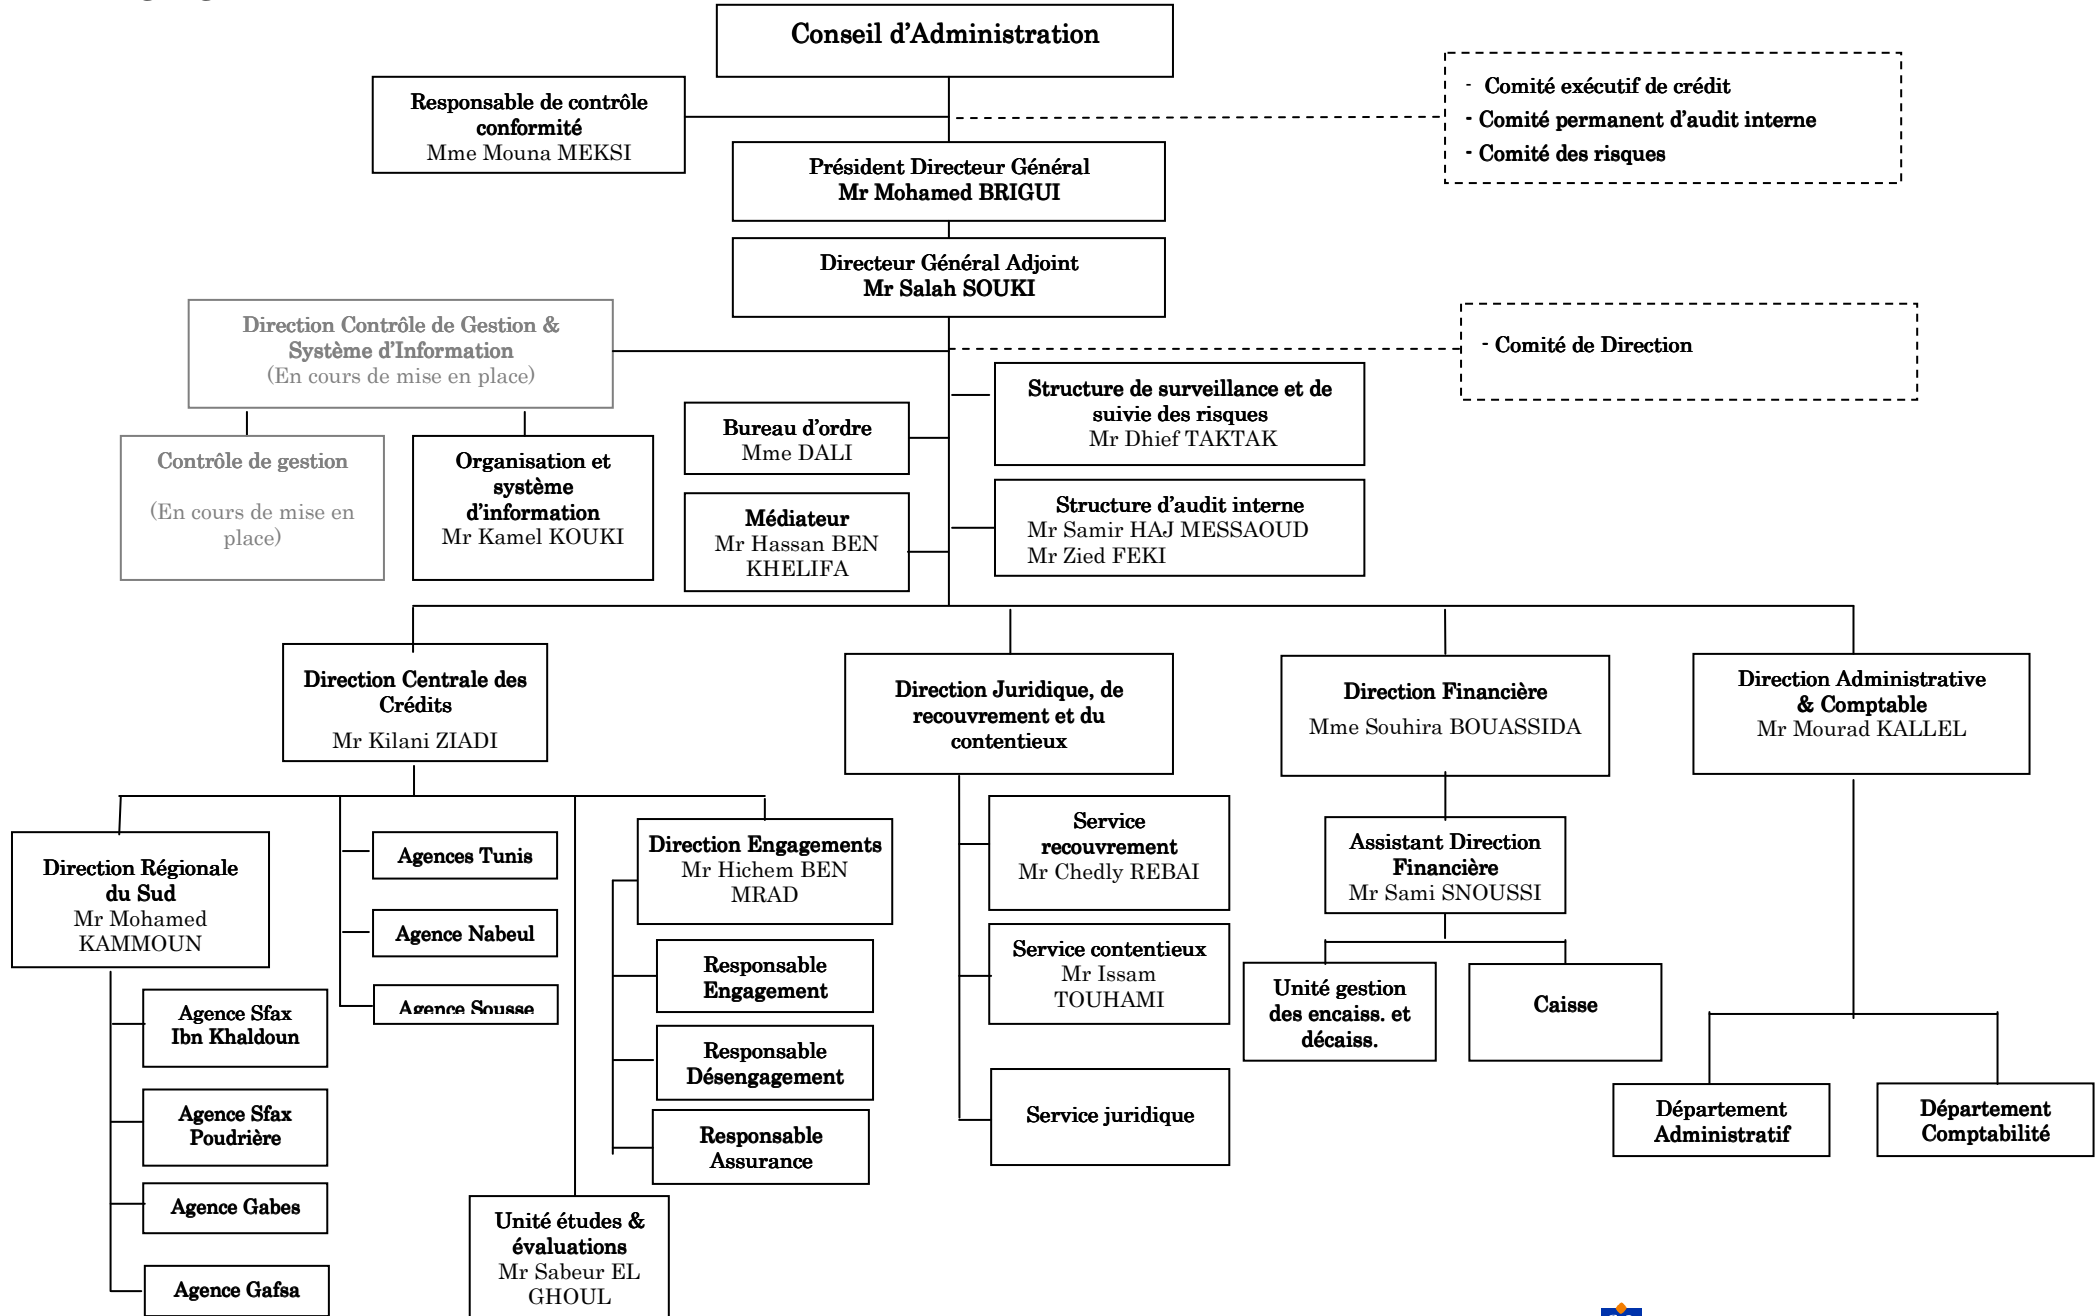 Conseil d'Administration
Responsable de contrôle
conformité
Mme Mouna MEKSI
- Comité exécutif de crédit
- Comité permanent d'audit interne
- Comité des risques
Président Directeur Général
Mr Mohamed BRIGUI
Directeur Général Adjoint
Mr Salah SOUKI
Direction Contrôle de Gestion &
Système d'Information
(En cours de mise en place)
- Comité de Direction
Structure de surveillance et de
suivie des risques
Mr Dhief TAKTAK
Bureau d'ordre
Mme DALI
Contrôle de gestion
(En cours de mise en
place)
Organisation et
système
d'information
Mr Kamel KOUKI
Médiateur
Mr Hassan BEN
KHELIFA
Structure d'audit interne
Mr Samir HAJ MESSAOUD
Mr Zied FEKI
Direction Centrale des
Crédits
Mr Kilani ZIADI
Direction Juridique, de
recouvrement et du
contentieux
Direction Financière
Mme Souhira BOUASSIDA
Direction Administrative
& Comptable
Mr Mourad KALLEL
Direction Régionale
du Sud
Mr Mohamed
KAMMOUN
Agences Tunis
Agence Nabeul
Agence Sousse
Direction Engagements
Mr Hichem BEN
MRAD
Responsable
Engagement
Responsable
Désengagement
Responsable
Assurance
Service
recouvrement
Mr Chedly REBAI
Service contentieux
Mr Issam
TOUHAMI
Service juridique
Assistant Direction
Financière
Mr Sami SNOUSSI
Unité gestion
des encaiss. et
décaiss.
Caisse
Département
Administratif
Département
Comptabilité
Agence Sfax
Ibn Khaldoun
Agence Sfax
Poudrière
Agence Gabes
Agence Gafsa
Unité études &
évaluations
Mr Sabeur EL
GHOUL